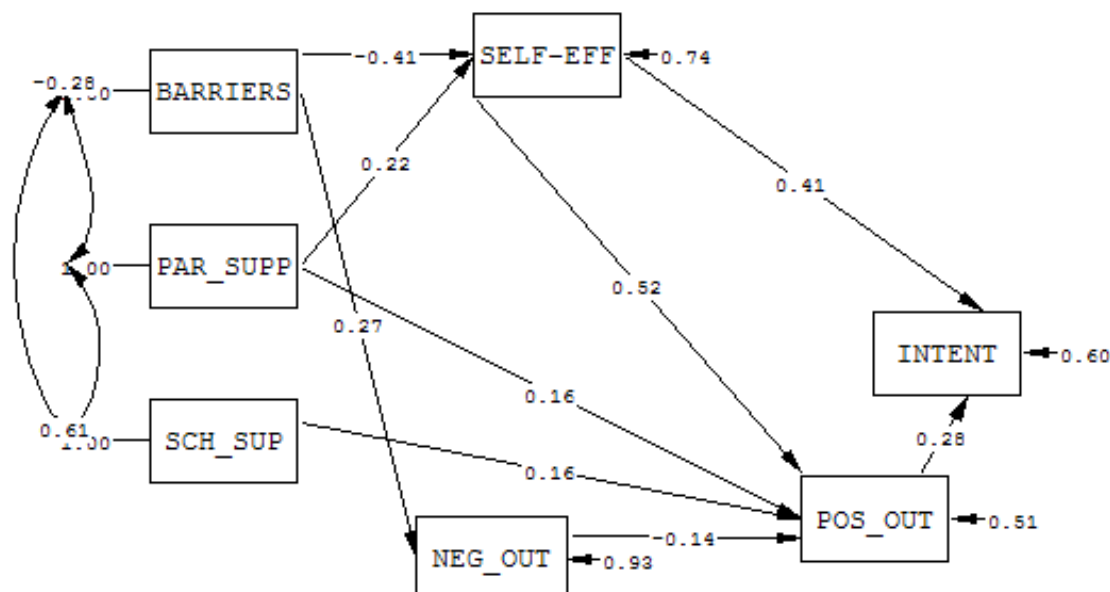 SELF-EFF
-0.41
0.74
-0.28
BARRIERS
0.22
0.41
PAR_SUPP
0.52
0.27
INTENT
0.60
0.16
0.61
SCH_SUP
0.28
0.16
POS_OUT
0.51
-0.14
NEG_OUT
0.93